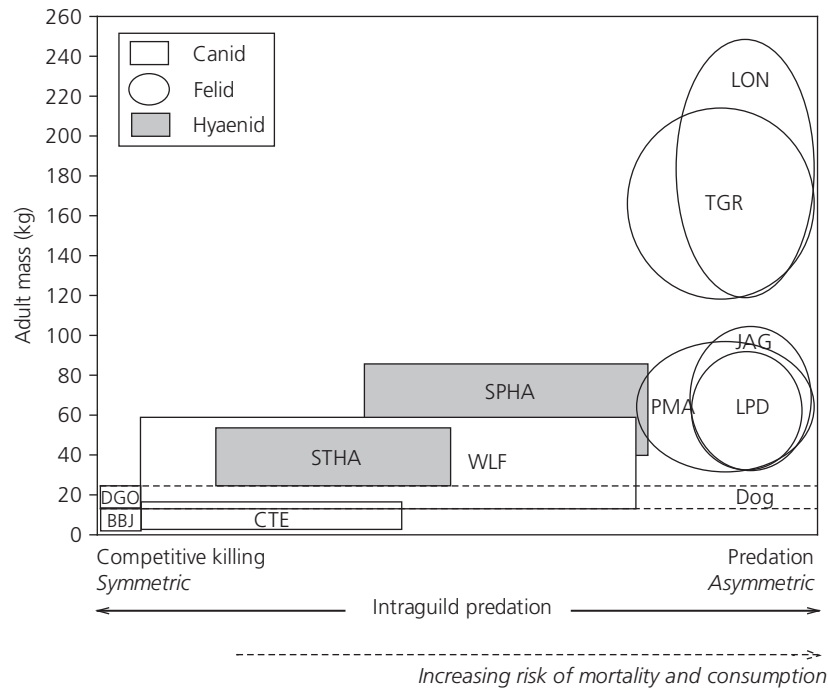 260
240
220
200
180
160
140
120
100
80
60
40
20
0
Adult mass (kg)
Canid
Felid
Hyaenid
LON
TGR
JAG
SPHA
PMA
LPD
STHA
WLF
DGO
Dog
BBJ
CTE
Competitive killing
Predation
Symmetric
Asymmetric
Intraguild predation
Increasing risk of mortality and consumption